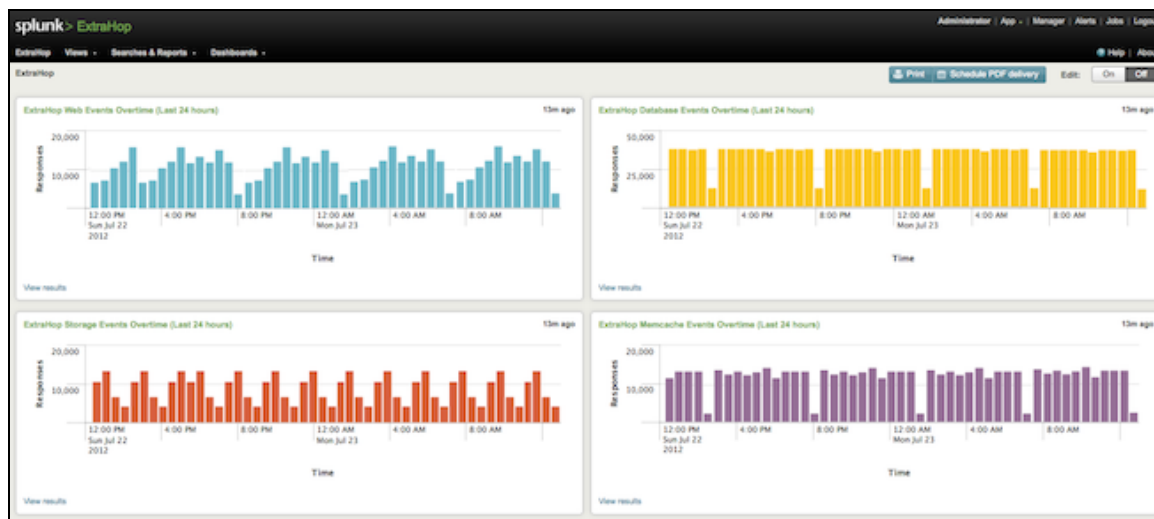 splunk> ExtraHop
Administrator | App | Manager | Alerts | Jobs | Logou
ExtraHop Views Searches & Reports Dashboards
Help | Abou
ExtraHop
Print Schedule PDF delivery Edit: On Off
ExtraHop Web Events Overtime (Last 24 hours) 13m ago
20,000
10,000
Responses
12:00 PM 4:00 PM 8:00 PM 12:00 AM 4:00 AM 8:00 AM
Sun Jul 22 Mon Jul 23
2012
Time
View results
ExtraHop Database Events Overtime (Last 24 hours) 13m ago
50,000
25,000
Responses
12:00 PM 4:00 PM 8:00 PM 12:00 AM 4:00 AM 8:00 AM
Sun Jul 22 Mon Jul 23
2012
Time
View results
ExtraHop Storage Events Overtime (Last 24 hours) 13m ago
20,000
10,000
Responses
12:00 PM 4:00 PM 8:00 PM 12:00 AM 4:00 AM 8:00 AM
Sun Jul 22 Mon Jul 23
2012
Time
View results
ExtraHop Memcache Events Overtime (Last 24 hours) 13m ago
20,000
10,000
Responses
12:00 PM 4:00 PM 8:00 PM 12:00 AM 4:00 AM 8:00 AM
Sun Jul 22 Mon Jul 23
2012
Time
View results